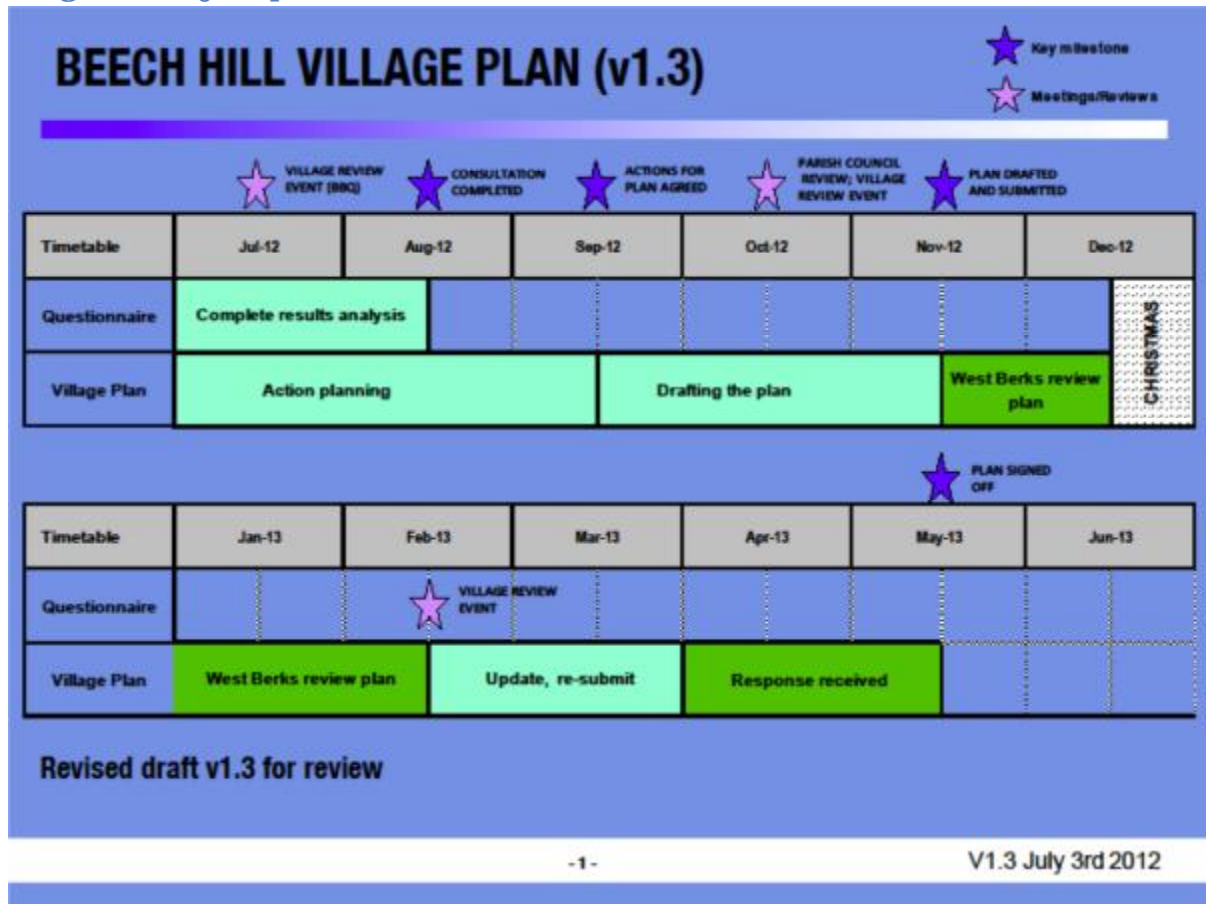 BEECH HILL VILLAGE PLAN (v1.3)
Key milestone
Meetings/Reviews
VILLAGE REVIEW
EVENT (BBQ)
CONSULTATION
COMPLETED
ACTIONS FOR
PLAN AGREED
PARISH COUNCIL
REVIEW; VILLAGE
REVIEW EVENT
PLAN DRAFTED
AND SUBMITTED
Timetable
Jul-12
Aug-12
Sep-12
Oct-12
Nov-12
Dec-12
Questionnaire
Complete results analysis
CHRISTMAS
Village Plan
Action planning
Drafting the plan
West Berks review
plan
PLAN SIGNED
OFF
Timetable
Jan-13
Feb-13
Mar-13
Apr-13
May-13
Jun-13
Questionnaire
VILLAGE REVIEW
EVENT
Village Plan
West Berks review plan
Update, re-submit
Response received
Revised draft v1.3 for review
-1-
V1.3 July 3rd 2012